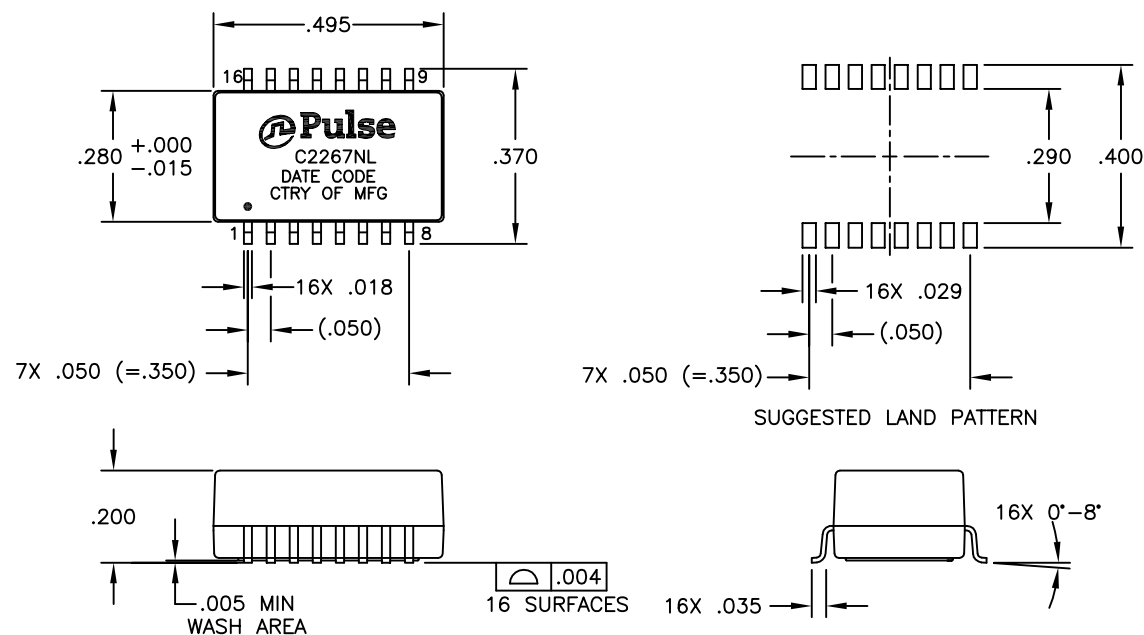 .495
16
9
.280 +.000
-.015
Pulse
C2267NL
DATE CODE
CTRY OF MFG
.370
1
8
16X .018
(.050)
7X .050 (=.350)
.290
.400
16X .029
(.050)
7X .050 (=.350)
SUGGESTED LAND PATTERN
.200
.005 MIN
WASH AREA
.004
16 SURFACES
16X 0°-8°
16X .035